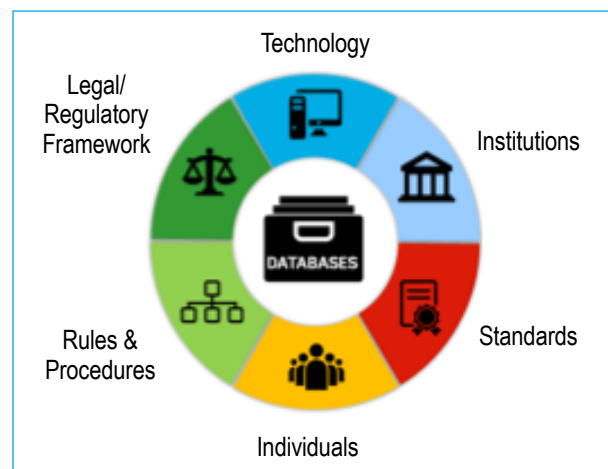 Technology
Legal/
Regulatory
Framework
Institutions
DATABASES
Rules &
Procedures
Standards
Individuals